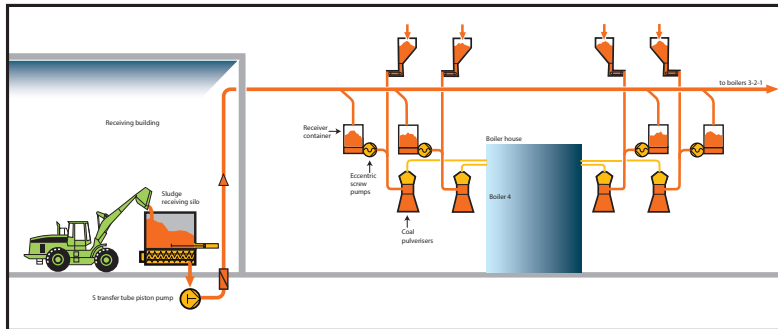 to boilers 3-2-1
Receiving building
Receiver
container
Boiler house
Eccentric
screw
pumps
Sludge
receiving silo
Boiler 4
Coal
pulverisers
S transfer tube piston pump